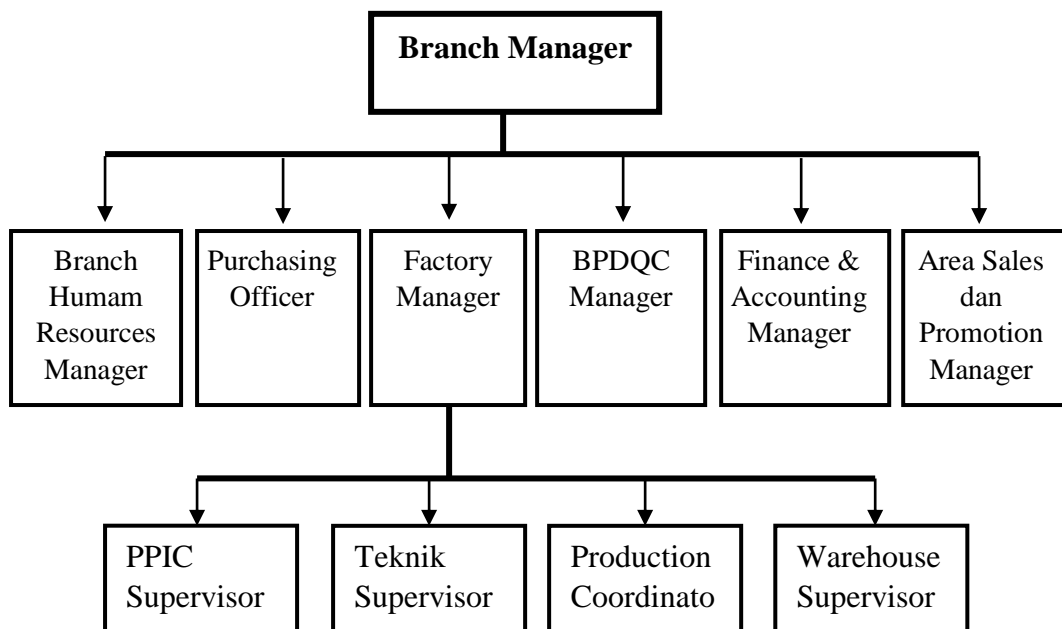 Branch Manager
Branch
Humam
Resources
Manager
Purchasing
Officer
Factory
Manager
BPDQC
Manager
Finance &
Accounting
Manager
Area Sales
dan
Promotion
Manager
PPIC
Supervisor
Teknik
Supervisor
Production
Coordinato
Warehouse
Supervisor